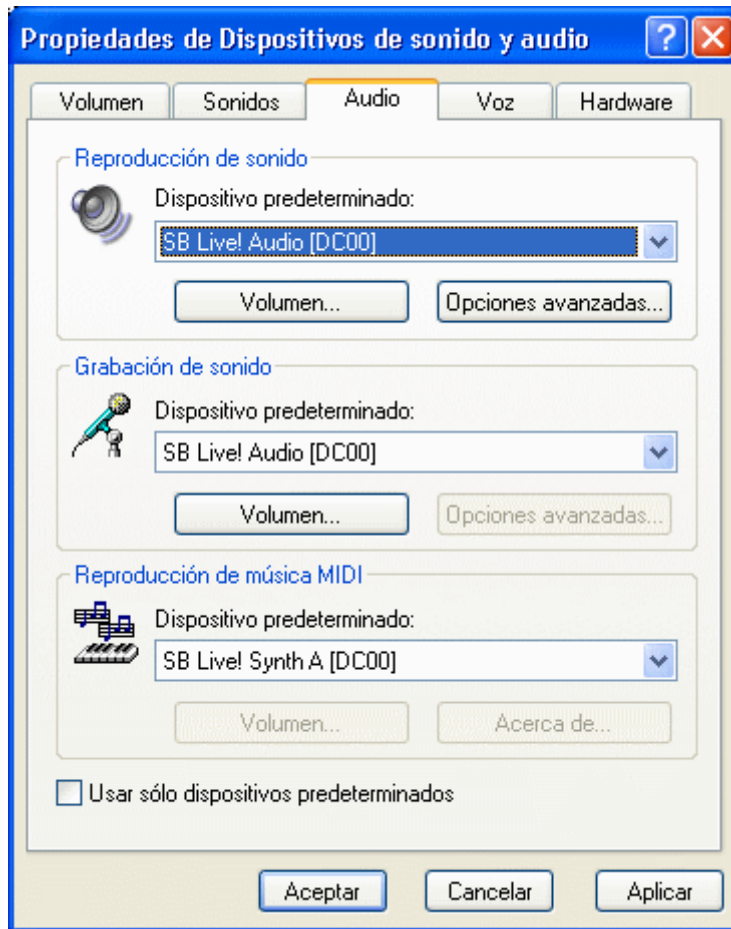 Propiedades de Dispositivos de sonido y audio
Volumen Sonidos Audio Voz Hardware
Reproducción de sonido
Dispositivo predeterminado:
SB Live! Audio [DC00]
Volumen... Opciones avanzadas...
Grabación de sonido
Dispositivo predeterminado:
SB Live! Audio [DC00]
Volumen... Opciones avanzadas...
Reproducción de música MIDI
Dispositivo predeterminado:
SB Live! Synth A [DC00]
Volumen... Acerca de...
Usar sólo dispositivos predeterminados
Aceptar Cancelar Aplicar